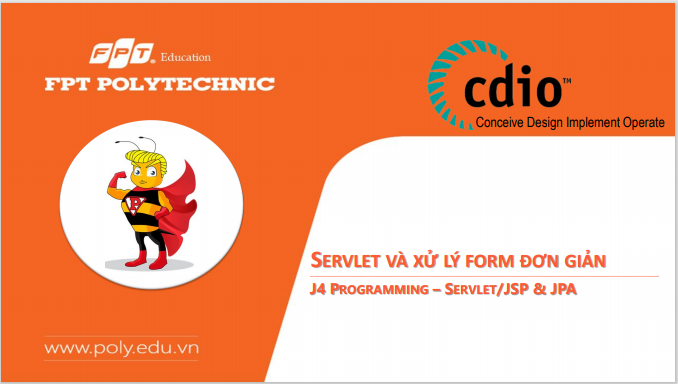 FPT Education
FPT POLYTECHNIC
cdio™
Conceive Design Implement Operate
P
SERVLET VÀ XỬ LÝ FORM ĐƠN GIẢN
J4 PROGRAMMING – SERVLET/JSP & JPA
www.poly.edu.vn